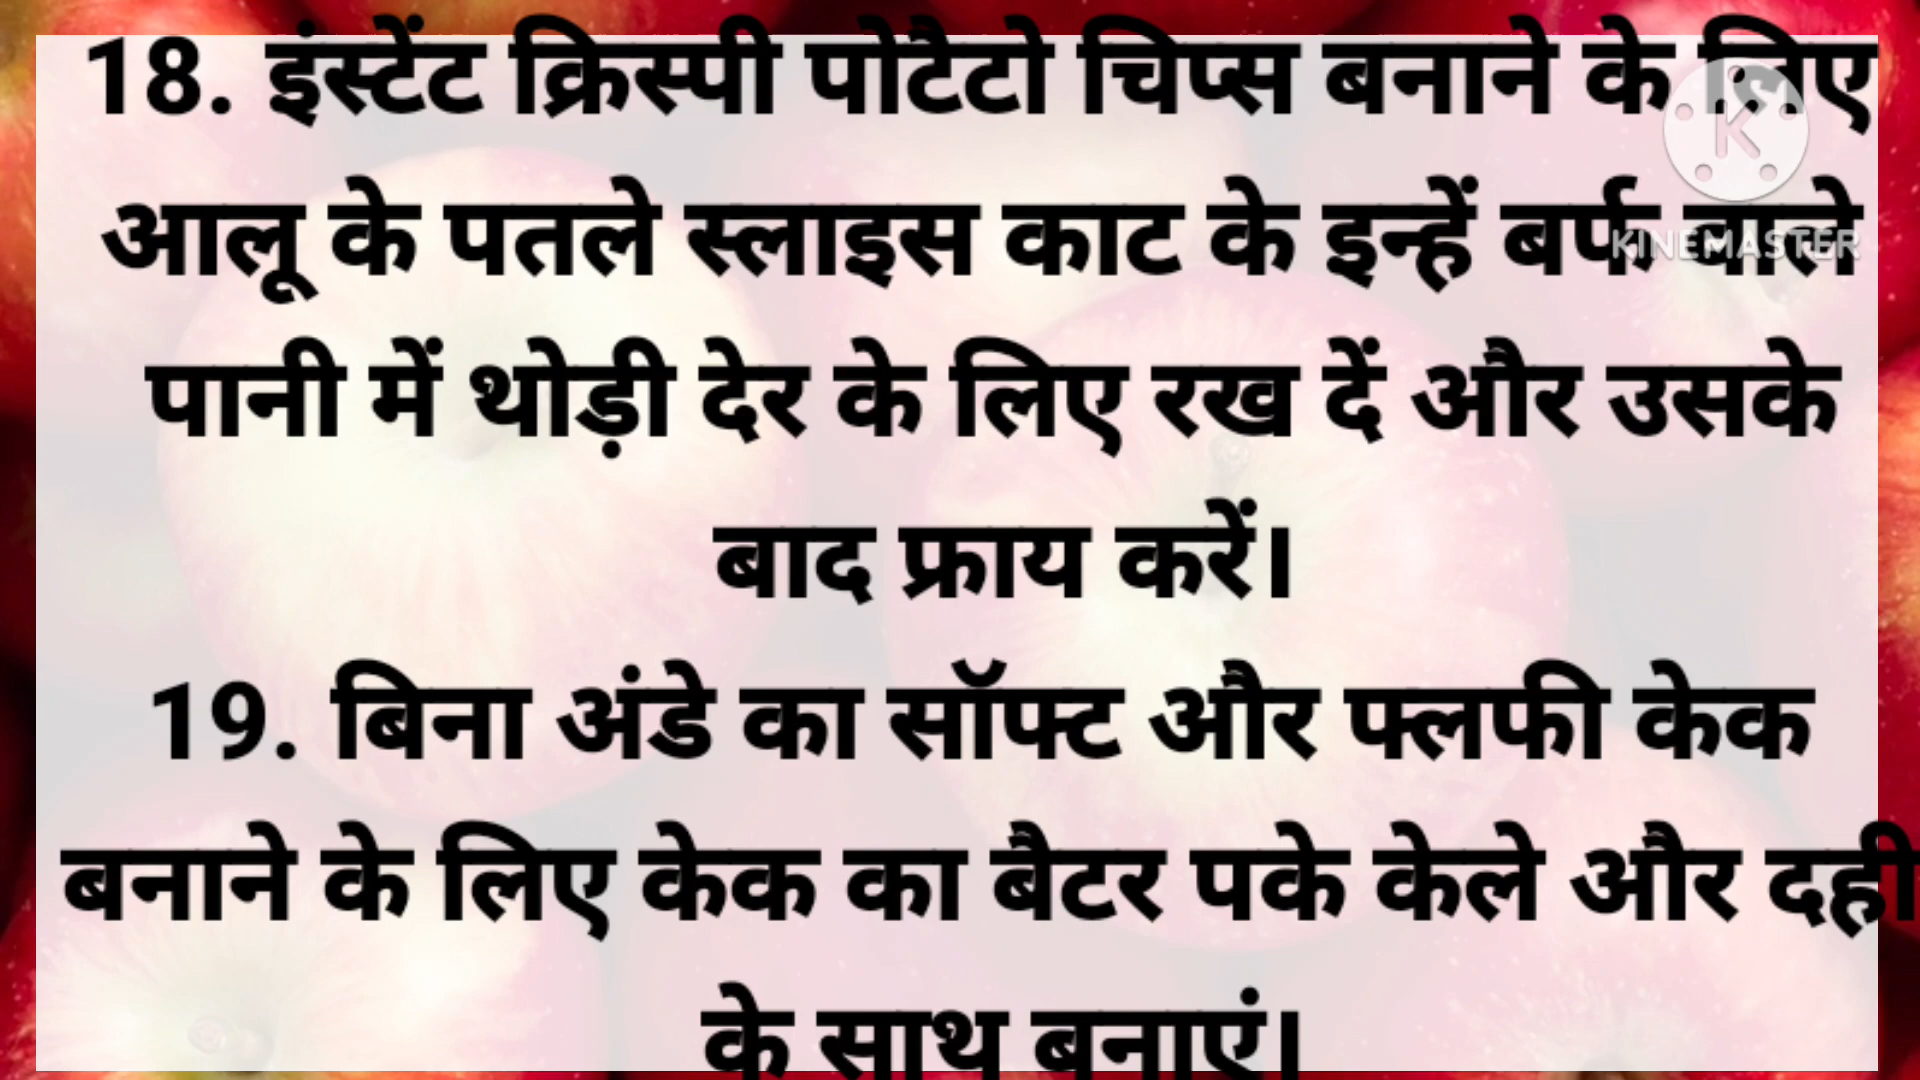 18. इंस्टेंट क्रिस्पी पोटैटो चिप्स बनाने के लिए
आलू के पतले स्लाइस काट के इन्हें बर्फ वाले
पानी में थोड़ी देर के लिए रख दें और उसके
बाद फ्राय करें।
19. बिना अंडे का सॉफ्ट और फ्लफी केक
बनाने के लिए केक का बैटर पके केले और दही
के साथ बनाएं।
KINEMASTER